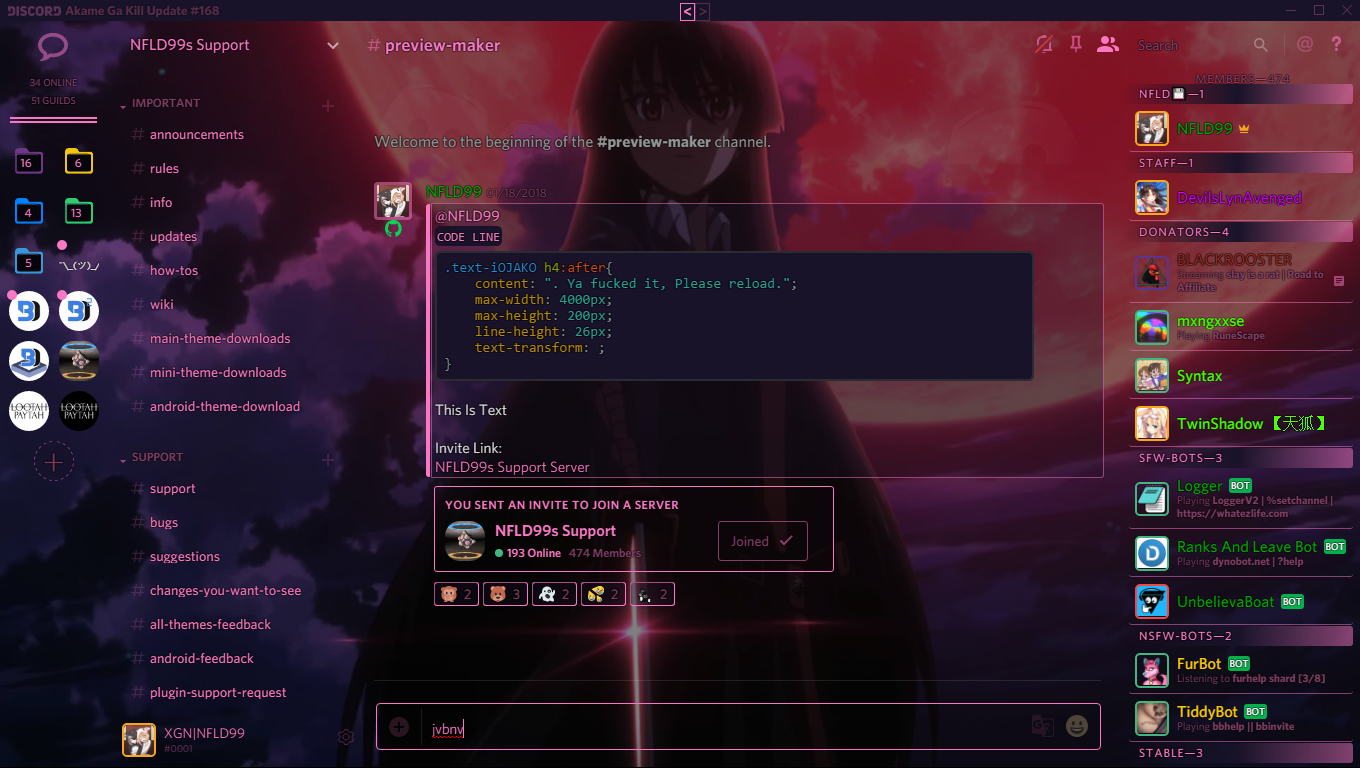 DISCORD Akame Ga Kill Update #168
< >
34 ONLINE
51 GUILDS
16
6
4
13
5
¯\_(ツ)_/¯
LOOTAH PAYTAH
LOOTAH PAYTAH
NFLD99s Support
IMPORTANT
# announcements
# rules
# info
# updates
# how-tos
# wiki
# main-theme-downloads
# mini-theme-downloads
# android-theme-download
SUPPORT
# support
# bugs
# suggestions
# changes-you-want-to-see
# all-themes-feedback
# android-feedback
# plugin-support-request
XGN|NFLD99
#0001
# preview-maker
Search
Welcome to the beginning of the #preview-maker channel.
NFLD99
@NFLD99
CODE LINE
.text-iOJAKO h4:after{
content: ". Ya fucked it, Please reload.";
max-width: 4000px;
max-height: 200px;
line-height: 26px;
text-transform: ;
}
This Is Text
Invite Link:
NFLD99s Support Server
YOU SENT AN INVITE TO JOIN A SERVER
NFLD99s Support
193 Online 474 Members
Joined
2 3 2 2 2
jvbnv
MEMBERS—474
NFLD💾—1
NFLD99
STAFF—1
DevilsLynAvenged
DONATORS—4
BLACKROOSTER
Streaming slay is a rat | Road to
Affiliate
mxngxxse
Playing RuneScape
Syntax
TwinShadow 【天狐】
SFW-BOTS—3
Logger BOT
Playing LoggerV2 | %setchannel |
https://whatezlife.com
Ranks And Leave Bot BOT
Playing dynobot.net | ?help
UnbelievaBoat BOT
NSFW-BOTS—2
FurBot BOT
Listening to furhelp shard [3/8]
TiddyBot BOT
Playing bbhelp || bbinvite
STABLE—3